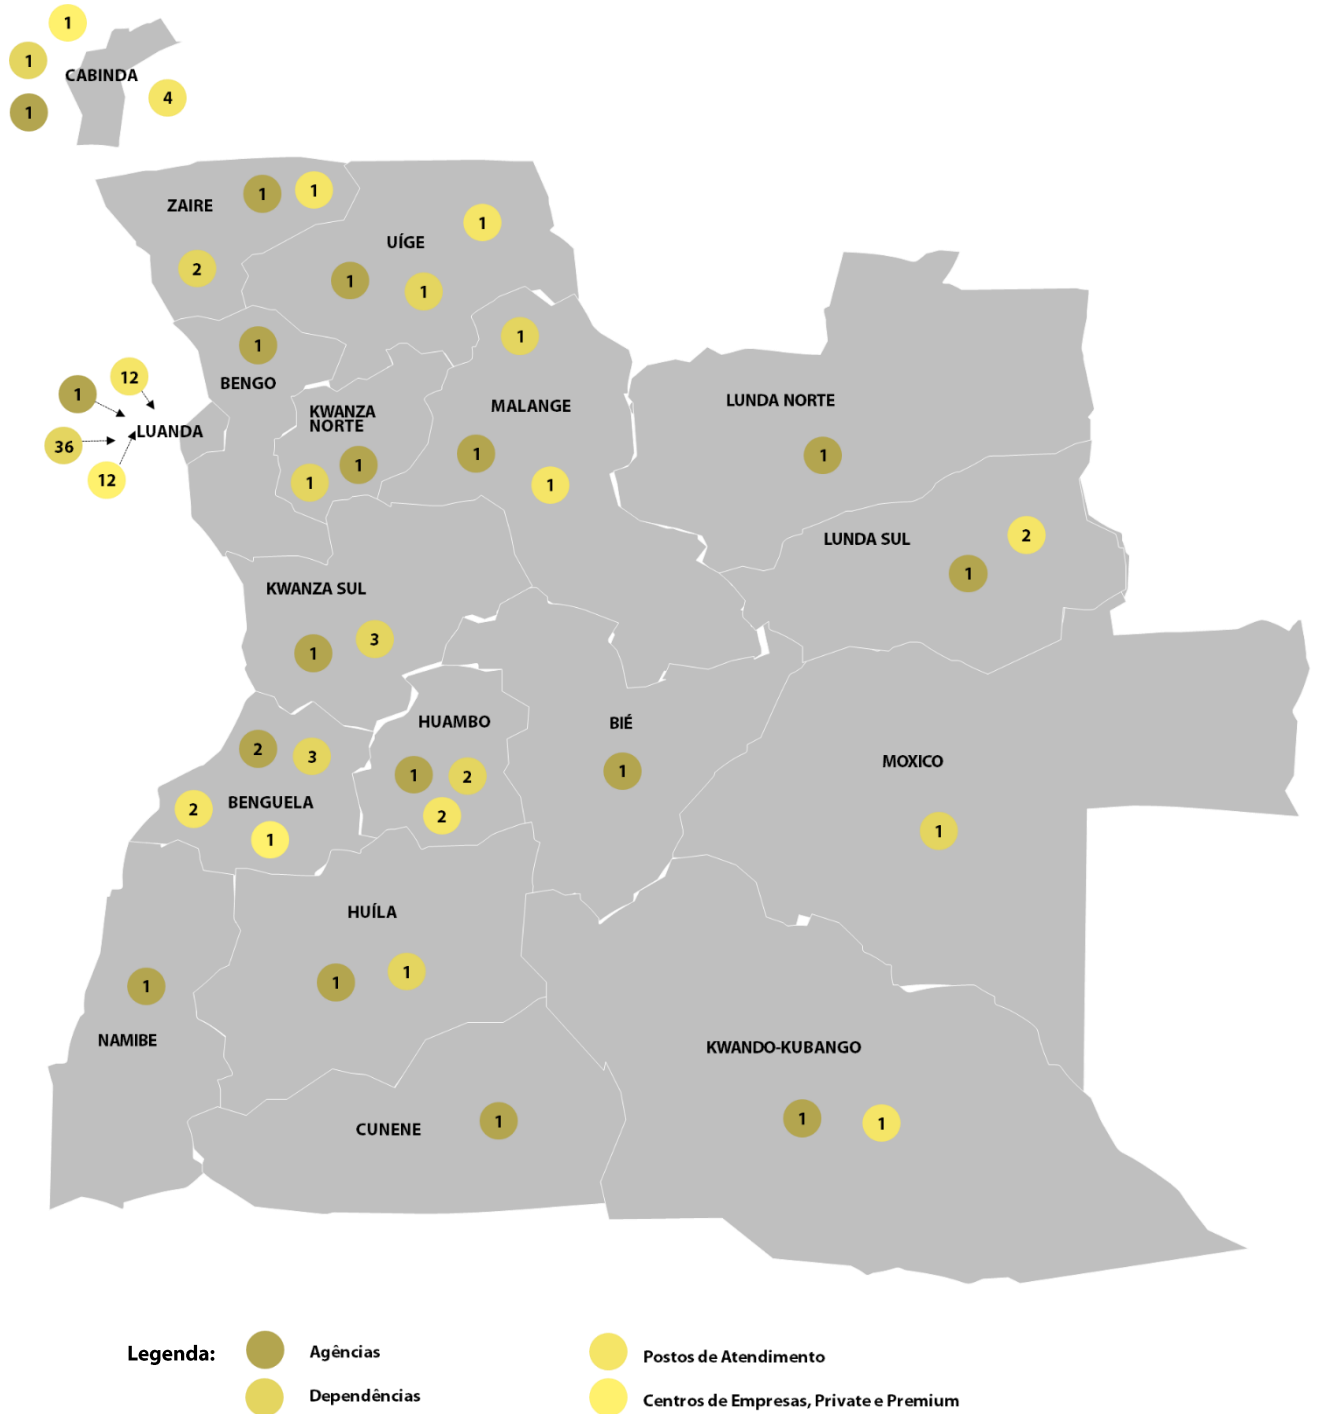 1
1
CABINDA
4
1
1
1
ZAIRE
1
UÍGE
2
1
1
1
1
12
BENGO
1
LUNDA NORTE
MALANGE
KWANZA
NORTE
LUANDA
36
1
1
1
12
1
1
2
LUNDA SUL
1
KWANZA SUL
3
1
HUAMBO
BIÉ
2
3
MOXICO
1
2
1
BENGUELA
2
2
1
1
HUÍLA
1
1
1
NAMIBE
KWANDO-KUBANGO
1
1
1
CUNENE
Legenda:
Agências
Postos de Atendimento
Dependências
Centros de Empresas, Private e Premium